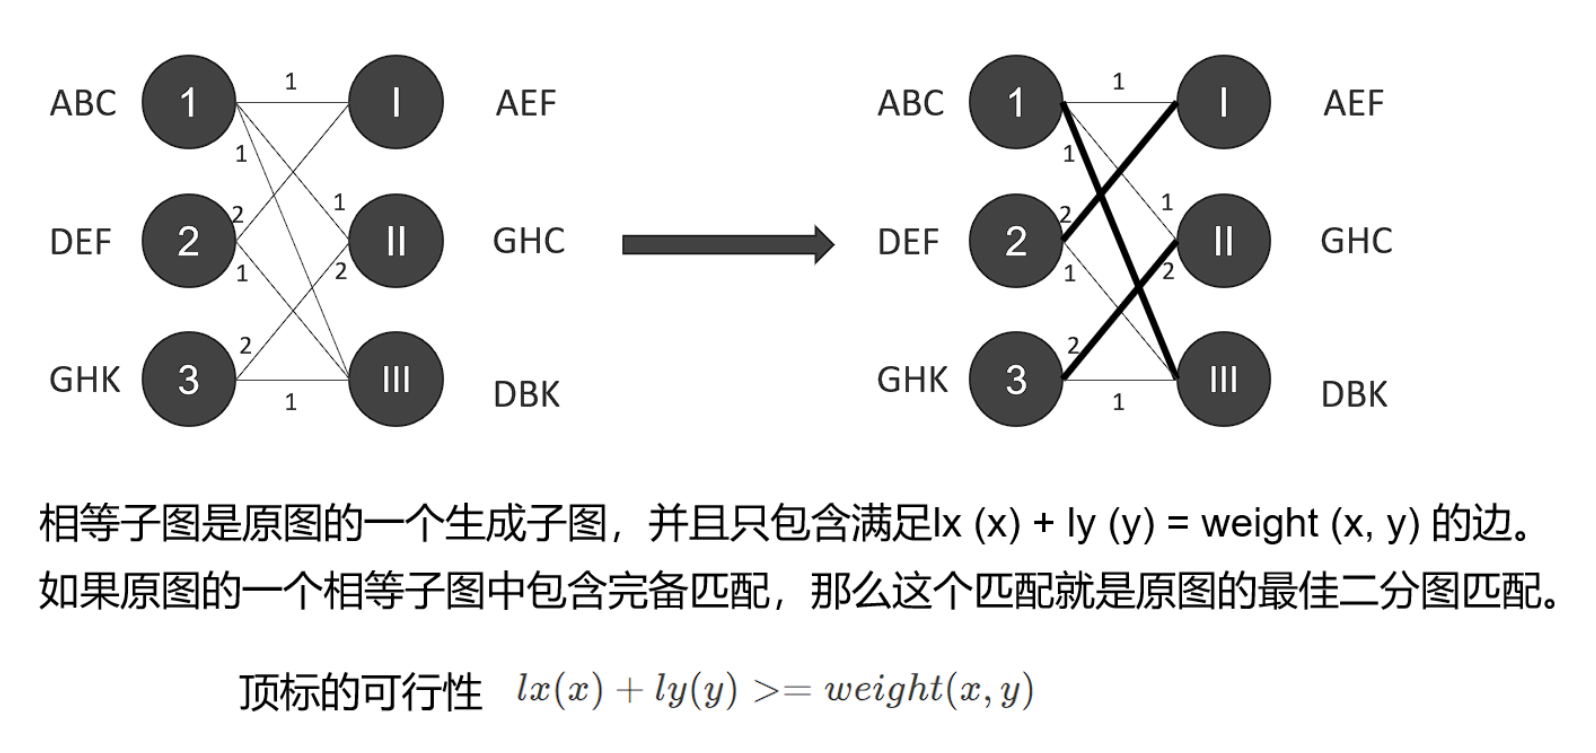 ABC 1 1 I AEF ABC 1 1 I AEF
1 1
2 1 2 1
DEF 2 II GHC DEF 2 II GHC
1 2 1 2
2 2
GHK 3 III DBK GHK 3 III DBK
1 1
相等子图是原图的一个生成子图，并且只包含满足lx (x) + ly (y) = weight (x, y) 的边。
如果原图的一个相等子图中包含完备匹配，那么这个匹配就是原图的最佳二分图匹配。
顶标的可行性 lx(x) + ly(y) >= weight(x, y)